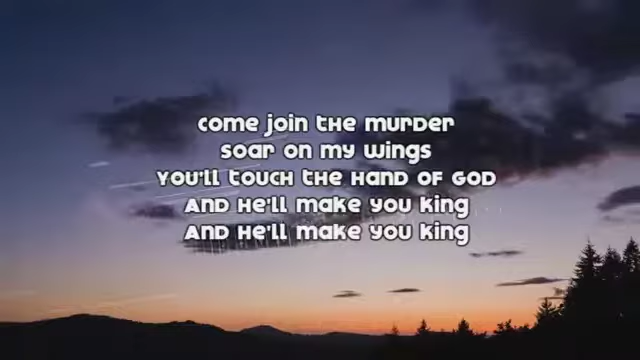 Come join the murder
Soar on my wings
You'll touch the hand of God
And He'll make you king
And He'll make you king